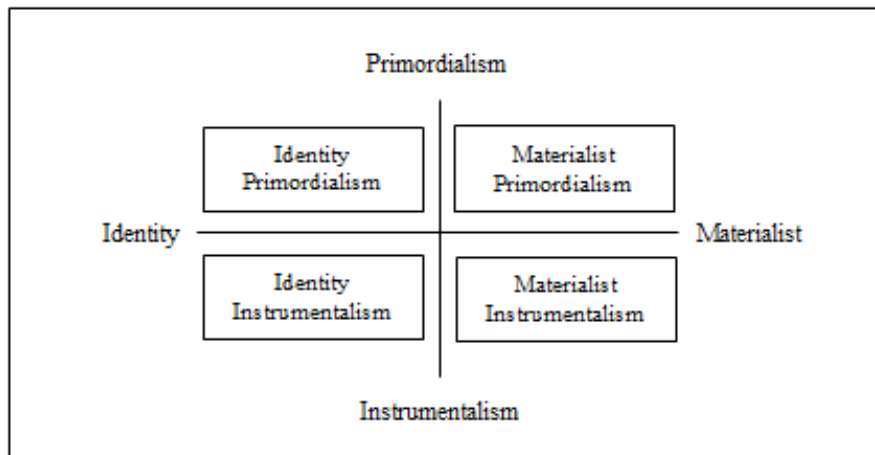 Primordialism
Identity
Primordialism
Materialist
Primordialism
Identity
Materialist
Identity
Instrumentalism
Materialist
Instrumentalism
Instrumentalism